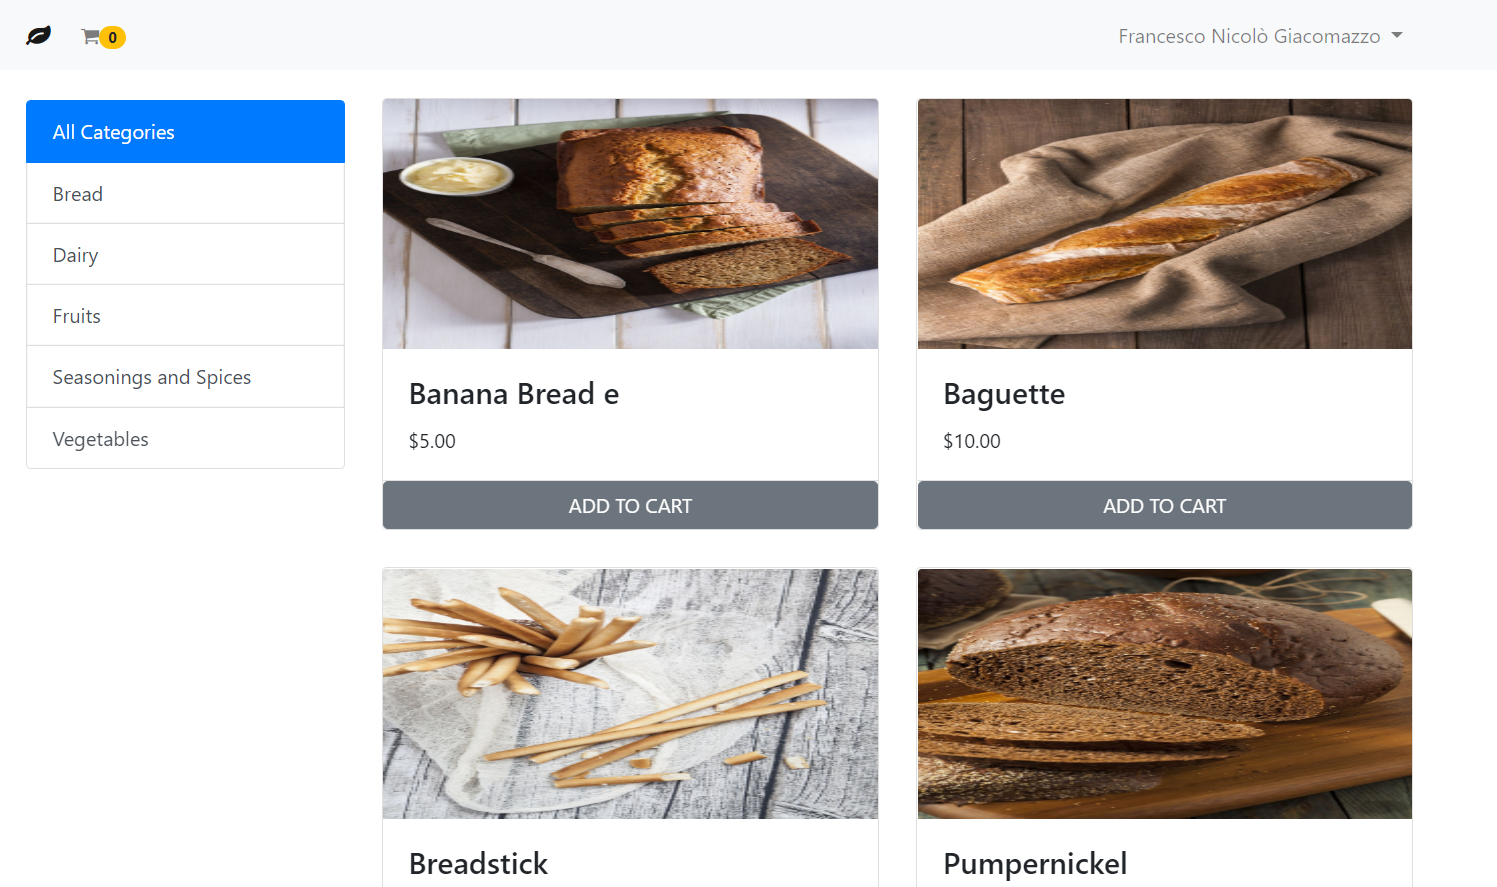 0
Francesco Nicolò Giacomazzo
All Categories
Bread
Dairy
Fruits
Seasonings and Spices
Vegetables
Banana Bread e
$5.00
ADD TO CART
Baguette
$10.00
ADD TO CART
Breadstick
Pumpernickel